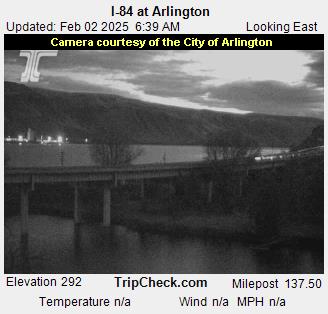 I-84 at Arlington
Updated: Feb 02 2025 6:39 AM Looking East
Camera courtesy of the City of Arlington
Elevation 292 TripCheck.com Milepost 137.50
Temperature n/a Wind n/a MPH n/a